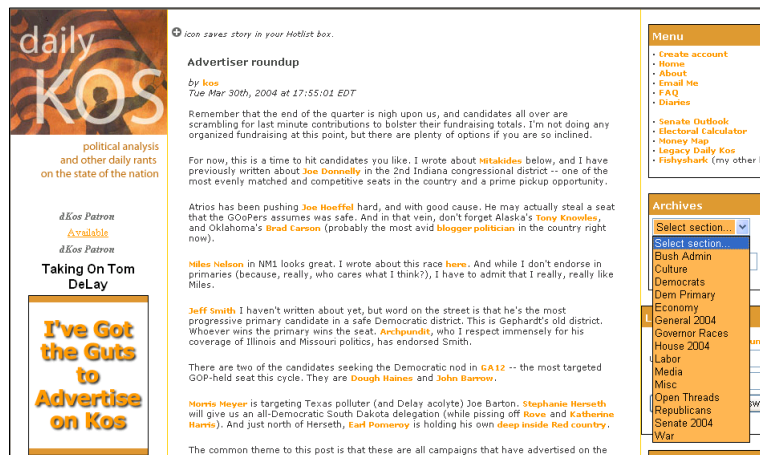 daily
KOS
political analysis
and other daily rants
on the state of the nation
dKos Patron
Available
dKos Patron
Taking On Tom
DeLay
I've Got
the Guts
to
Advertise
on Kos
icon saves story in your Hotlist box.
Advertiser roundup
by kos
Tue Mar 30th, 2004 at 17:55:01 EDT
Remember that the end of the quarter is nigh upon us, and candidates all over are
scrambling for last minute contributions to bolster their fundraising totals. I'm not doing any
organized fundraising at this point, but there are plenty of options if you are so inclined.
For now, this is a time to hit candidates you like. I wrote about Mitakides below, and I have
previously written about Joe Donnelly in the 2nd Indiana congressional district -- one of the
most evenly matched and competitive seats in the country and a prime pickup opportunity.
Atrios has been pushing Joe Hoeffel hard, and with good cause. He may actually steal a seat
that the GOoPers assumes was safe. And in that vein, don't forget Alaska's Tony Knowles,
and Oklahoma's Brad Carson (probably the most avid blogger politician in the country right
now).
Miles Nelson in NM1 looks great. I wrote about this race here. And while I don't endorse in
primaries (because, really, who cares what I think?), I have to admit that I really, really like
Miles.
Jeff Smith I haven't written about yet, but word on the street is that he's the most
progressive primary candidate in a safe Democratic district. This is Gephardt's old district.
Whoever wins the primary wins the seat. Archpundit, who I respect immensely for his
coverage of Illinois and Missouri politics, has endorsed Smith.
There are two of the candidates seeking the Democratic nod in GA12 -- the most targeted
GOP-held seat this cycle. They are Dough Haines and John Barrow.
Morris Meyer is targeting Texas polluter (and Delay acolyte) Joe Barton. Stephanie Herseth
will give us an all-Democratic South Dakota delegation (while pissing off Rove and Katherine
Harris). And just north of Herseth, Earl Pomeroy is holding his own deep inside Red country.
The common theme to this post is that these are all campaigns that have advertised on the
Menu
· Create account
· Home
· About
· Email Me
· FAQ
· Diaries
· Senate Outlook
· Electoral Calculator
· Money Map
· Legacy Daily Kos
· Fishyshark (my other
Archives
Select section...
Select section...
Bush Admin
Culture
Democrats
Dem Primary
Economy
General 2004
Governor Races
House 2004
Labor
Media
Misc
Open Threads
Republicans
Senate 2004
War